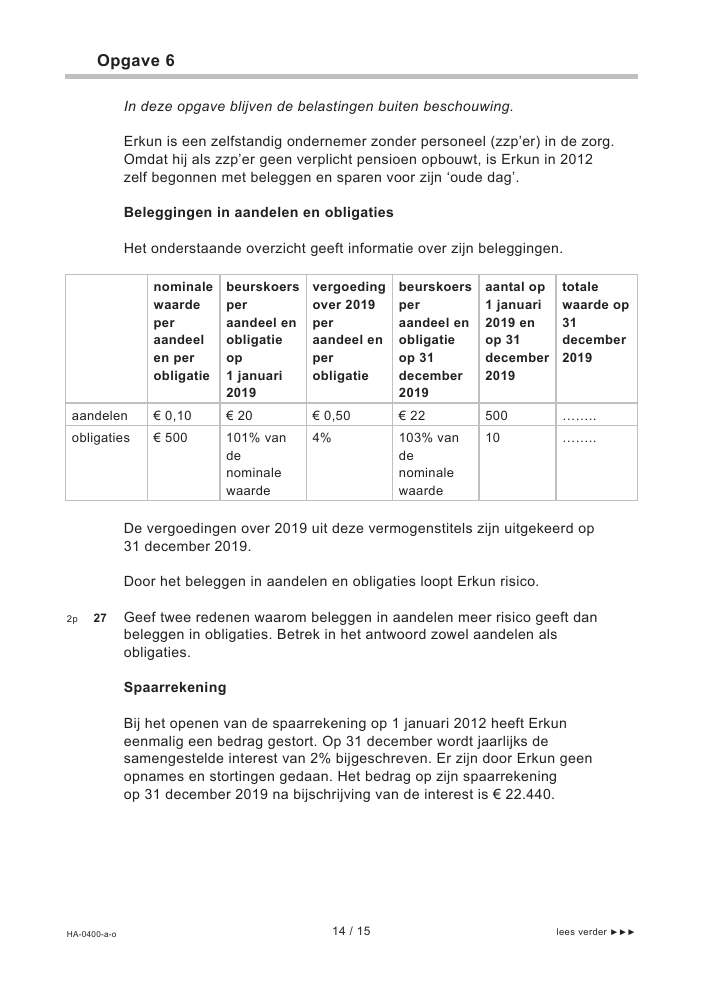 Opgave 6
In deze opgave blijven de belastingen buiten beschouwing.
Erkun is een zelfstandig ondernemer zonder personeel (zzp’er) in de zorg.
Omdat hij als zzp’er geen verplicht pensioen opbouwt, is Erkun in 2012
zelf begonnen met beleggen en sparen voor zijn ‘oude dag’.
Beleggingen in aandelen en obligaties
Het onderstaande overzicht geeft informatie over zijn beleggingen.
nominale
waarde
per
aandeel
en per
obligatie
beurskoers
per
aandeel en
obligatie
op
1 januari
2019
vergoeding
over 2019
per
aandeel en
per
obligatie
beurskoers
per
aandeel en
obligatie
op 31
december
2019
aantal op
1 januari
2019 en
op 31
december
2019
totale
waarde op
31
december
2019
aandelen € 0,10 € 20 € 0,50 € 22 500 ........
obligaties € 500 101% van
de
nominale
waarde
4%
103% van
de
nominale
waarde
10 ........
De vergoedingen over 2019 uit deze vermogenstitels zijn uitgekeerd op
31 december 2019.
Door het beleggen in aandelen en obligaties loopt Erkun risico.
2p 27 Geef twee redenen waarom beleggen in aandelen meer risico geeft dan
beleggen in obligaties. Betrek in het antwoord zowel aandelen als
obligaties.
Spaarrekening
Bij het openen van de spaarrekening op 1 januari 2012 heeft Erkun
eenmalig een bedrag gestort. Op 31 december wordt jaarlijks de
samengestelde interest van 2% bijgeschreven. Er zijn door Erkun geen
opnames en stortingen gedaan. Het bedrag op zijn spaarrekening
op 31 december 2019 na bijschrijving van de interest is € 22.440.
HA-0400-a-o 14 / 15 lees verder ►►►